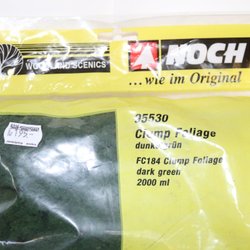 WOODLAND SCENICS
NOCH
...wie im Original
35530
Clump Foliage
dunkelgrün
FC184 Clump Foliage
dark green
2000 ml